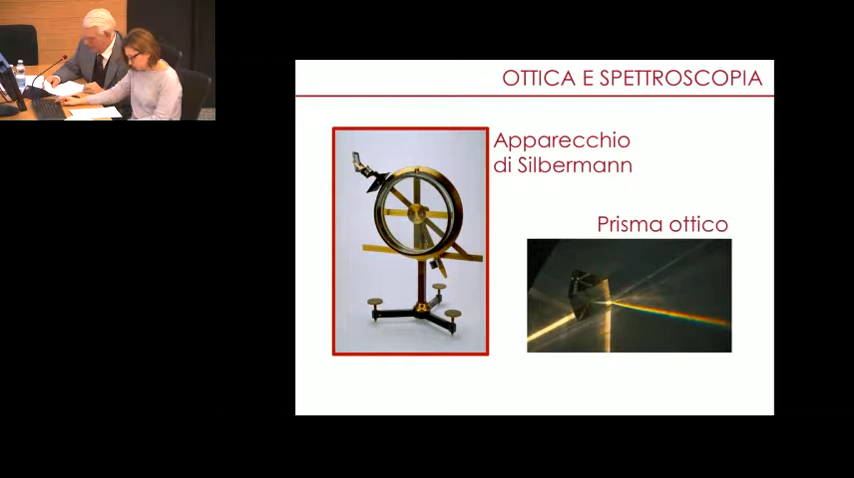 OTTICA E SPETTROSCOPIA
Apparecchio
di Silbermann
Prisma ottico